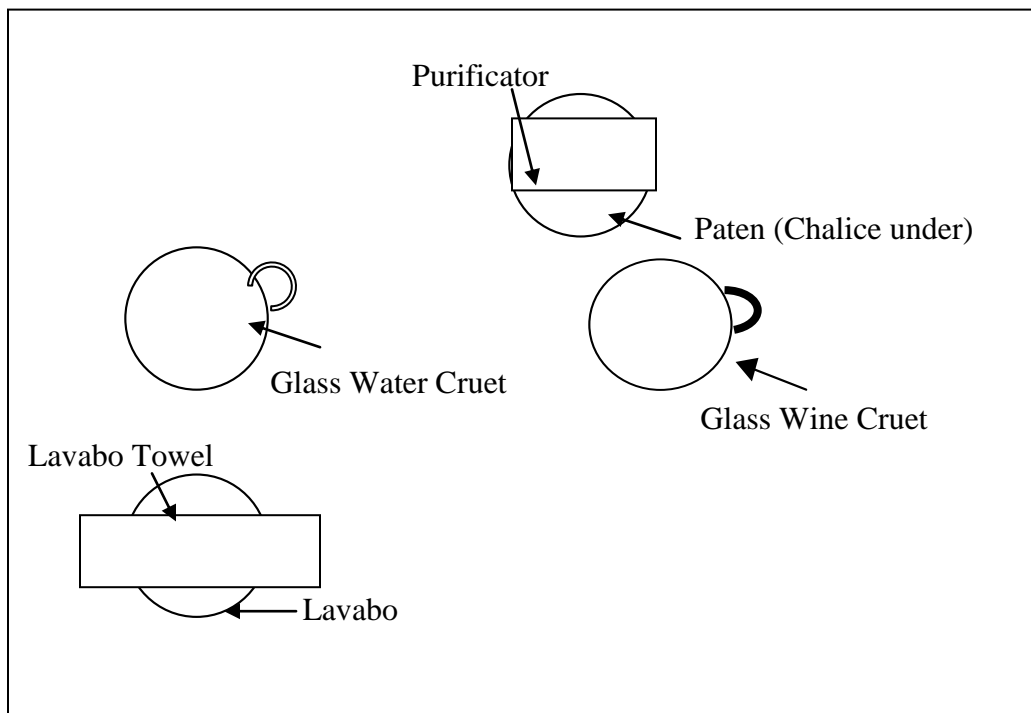 Purificator
Paten (Chalice under)
Glass Water Cruet
Glass Wine Cruet
Lavabo Towel
Lavabo